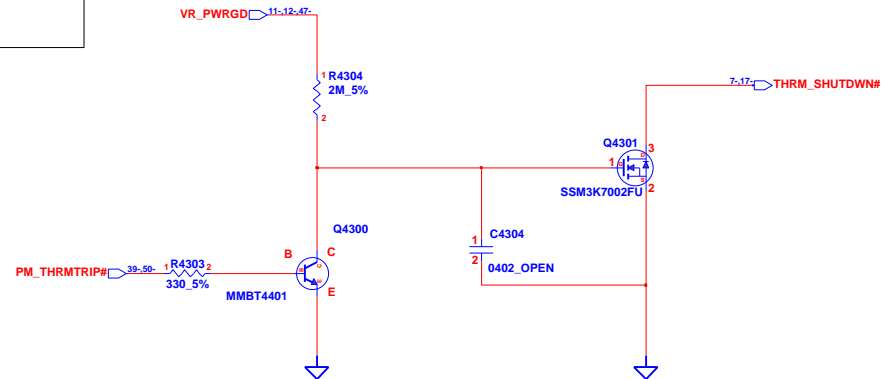 VR_PWRGD 11-,12-,47-
1 R4304
2M_5%
2
7-,17- THRM_SHUTDWN#
Q4301
3
D
1 G
S
2
SSM3K7002FU
Q4300
B C
C4304
1
2
0402_OPEN
PM_THRMTRIP# 39-,50- 1 R4303 2
330_5%
B C
E
MMBT4401
E